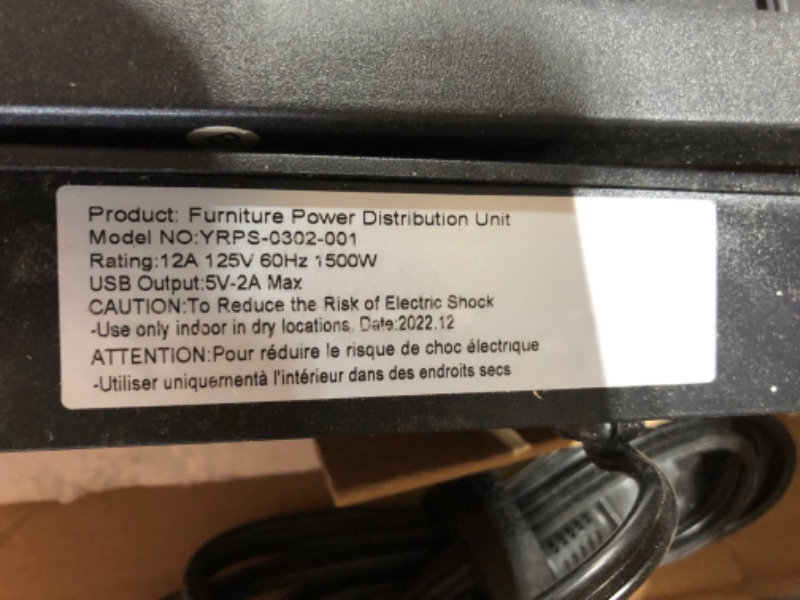 Product: Furniture Power Distribution Unit
Model NO:YRPS-0302-001
Rating:12A 125V 60Hz 1500W
USB Output:5V-2A Max
CAUTION:To Reduce the Risk of Electric Shock
-Use only indoor in dry locations. Date:2022.12
ATTENTION:Pour réduire le risque de choc électrique
-Utiliser uniquementà l'intérieur dans des endroits secs